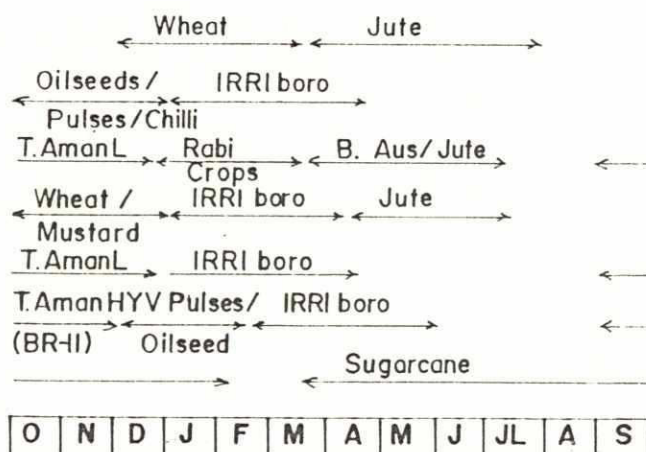 Wheat Jute
Oilseeds / IRRI boro
Pulses/Chilli
T. Aman L Rabi B. Aus/ Jute
Crops
Wheat / IRRI boro Jute
Mustard
T. Aman L IRRI boro
T. Aman HYV Pulses/ IRRI boro
(BR-II) Oilseed
Sugarcane
O N D J F M A M J JL A S